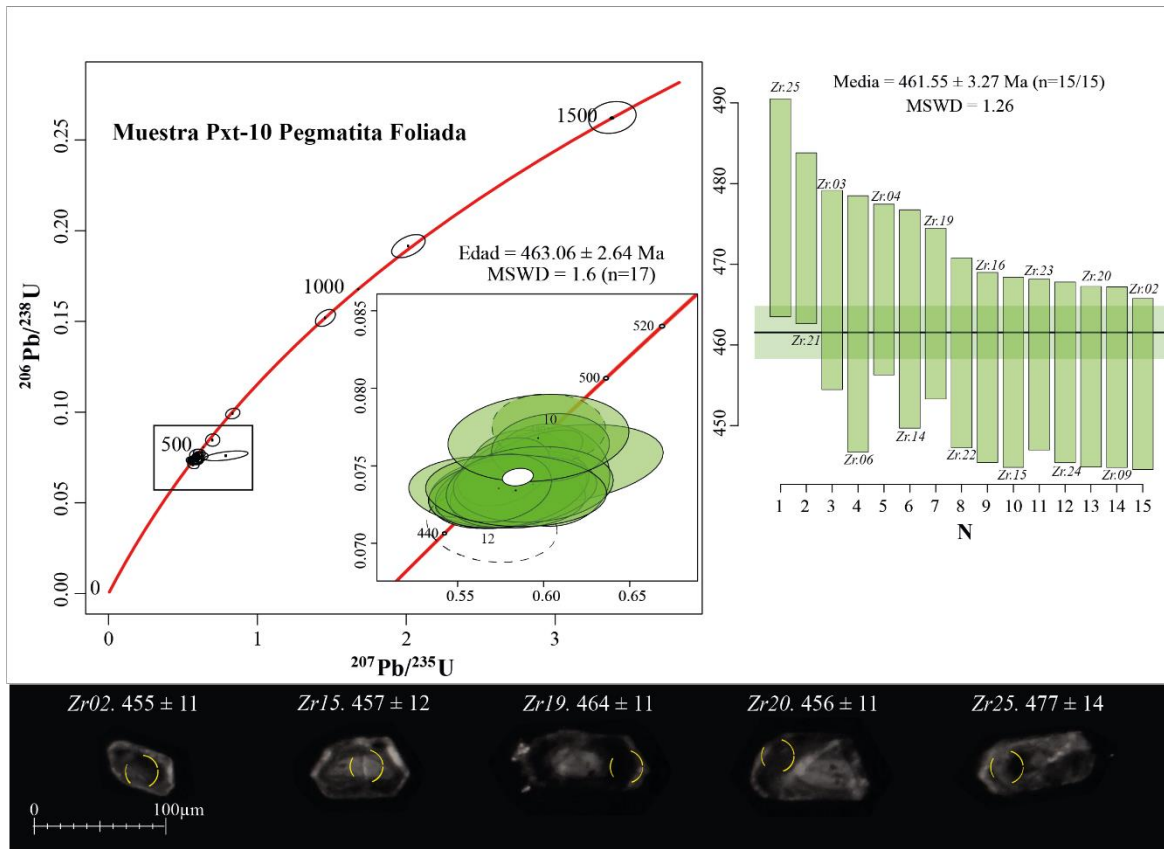 Muestra Pxt-10 Pegmatita Foliada
1500
1000
500
0
Edad = 463.06 ± 2.64 Ma
MSWD = 1.6 (n=17)
0.25
0.20
0.15
0.10
0.05
0.00
²⁰⁶Pb/²³⁸U
0 1 2 3
²⁰⁷Pb/²³⁵U
0.085
0.080
0.075
0.070
0.55 0.60 0.65
520
500
10
440
12
Media = 461.55 ± 3.27 Ma (n=15/15)
MSWD = 1.26
490
480
470
460
450
Zr.25
Zr.21
Zr.03
Zr.06
Zr.04
Zr.14
Zr.19
Zr.22
Zr.16
Zr.15
Zr.23
Zr.24
Zr.20
Zr.09
Zr.02
1 2 3 4 5 6 7 8 9 10 11 12 13 14 15
N
Zr02. 455 ± 11 Zr15. 457 ± 12 Zr19. 464 ± 11 Zr20. 456 ± 11 Zr25. 477 ± 14
0 100µm